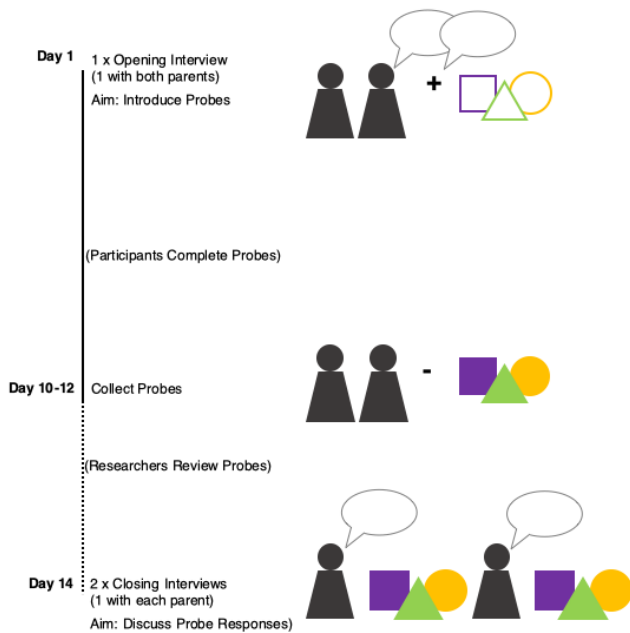 Day 1
1 x Opening Interview
(1 with both parents)
Aim: Introduce Probes
+
(Participants Complete Probes)
Day 10-12
Collect Probes
-
(Researchers Review Probes)
Day 14
2 x Closing Interviews
(1 with each parent)
Aim: Discuss Probe Responses)